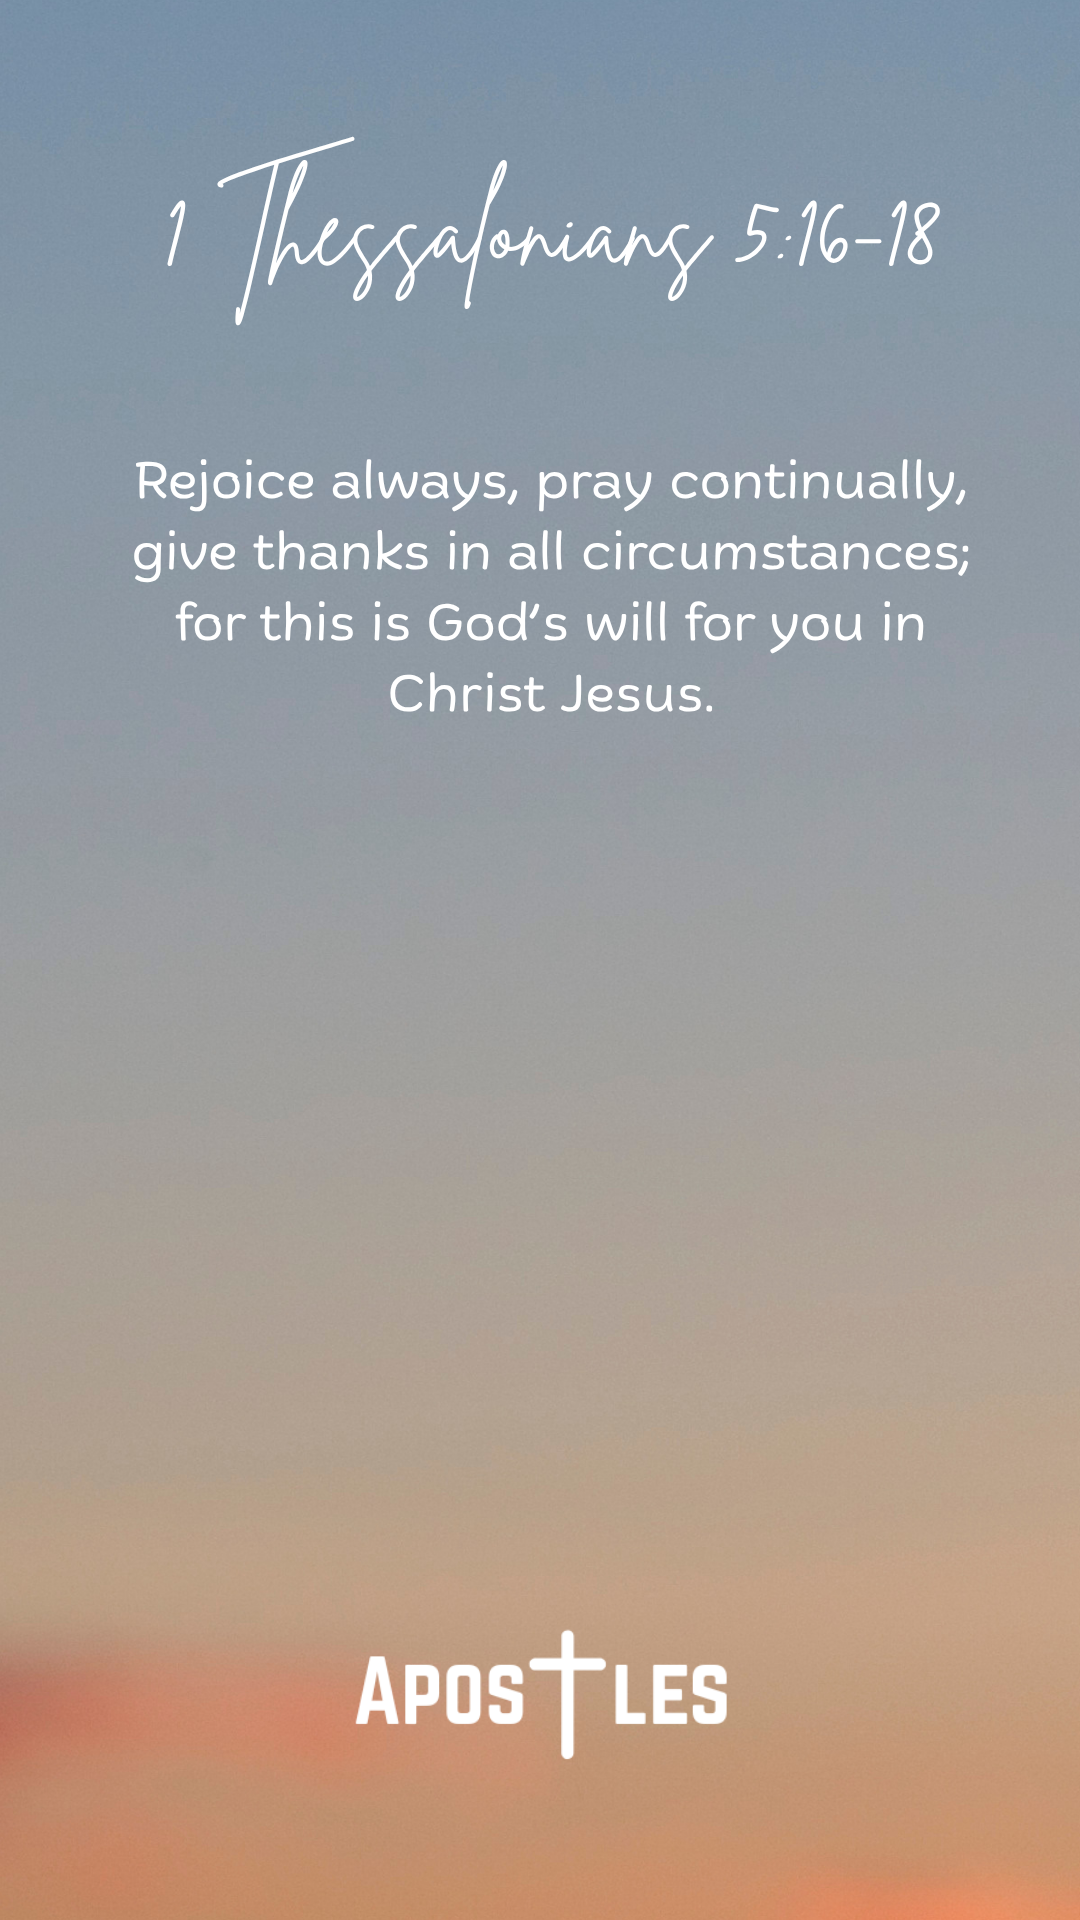 1 Thessalonians 5:16-18
Rejoice always, pray continually,
give thanks in all circumstances;
for this is God's will for you in
Christ Jesus.
APOSTLES